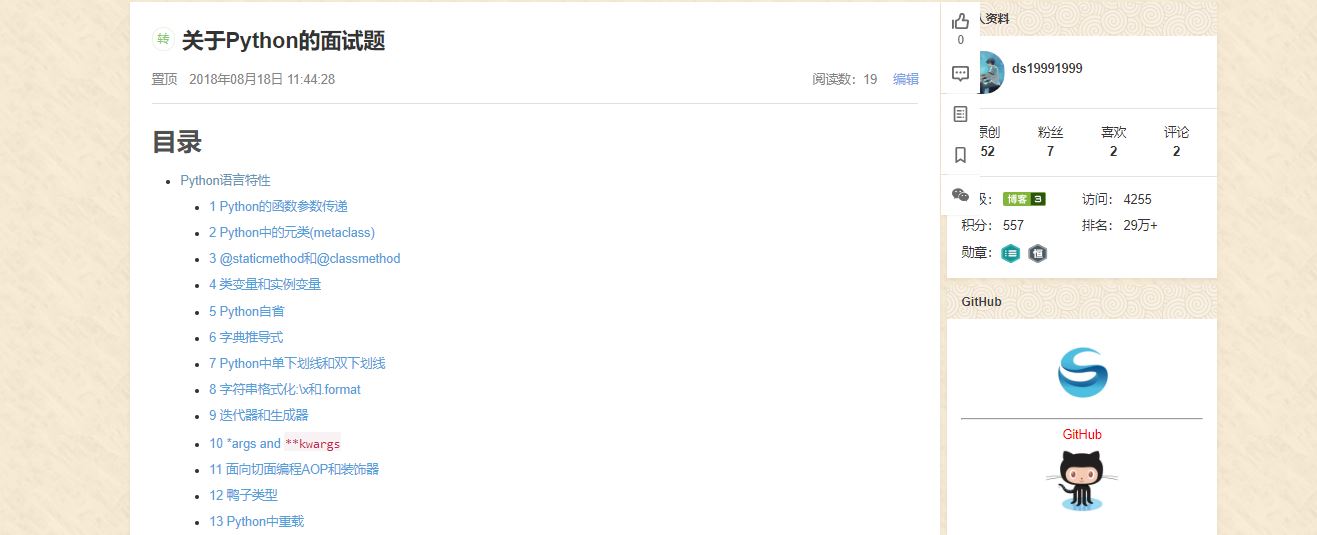 转 关于Python的面试题
置顶 2018年08月18日 11:44:28 阅读数：19 编辑
目录
Python语言特性
1 Python的函数参数传递
2 Python中的元类(metaclass)
3 @staticmethod和@classmethod
4 类变量和实例变量
5 Python自省
6 字典推导式
7 Python中单下划线和双下划线
8 字符串格式化:\x和.format
9 迭代器和生成器
10 *args and **kwargs
11 面向切面编程AOP和装饰器
12 鸭子类型
13 Python中重载
0
人资料
ds19991999
原创 粉丝 喜欢 评论
52 7 2 2
级： 博客 3 访问： 4255
积分： 557 排名： 29万+
勋章： 恒
GitHub
GitHub